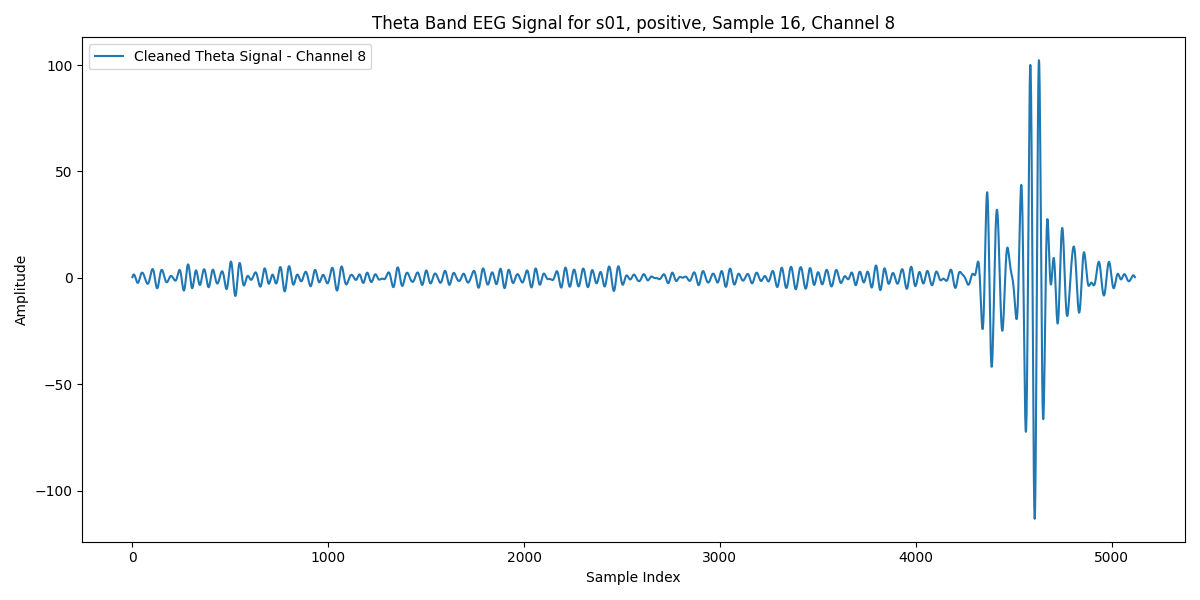 Theta Band EEG Signal for s01, positive, Sample 16, Channel 8
Cleaned Theta Signal - Channel 8
100
50
0
−50
−100
Amplitude
0 1000 2000 3000 4000 5000
Sample Index